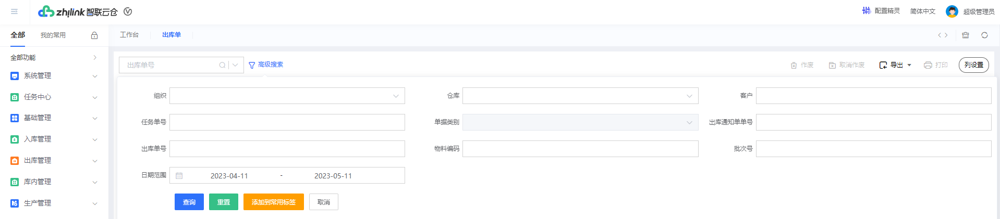 zhilink 智联云仓
配置精灵 简体中文 超级管理员
全部 我的常用
工作台 出库单
全部功能
系统管理
任务中心
基础管理
入库管理
出库管理
库内管理
生产管理
出库单号 高级搜索
作废 取消作废 导出 打印 列设置
组织 仓库 客户
任务单号 单据类别 出库通知单单号
出库单号 物料编码 批次号
日期范围 2023-04-11 - 2023-05-11
查询 重置 添加到常用标签 取消